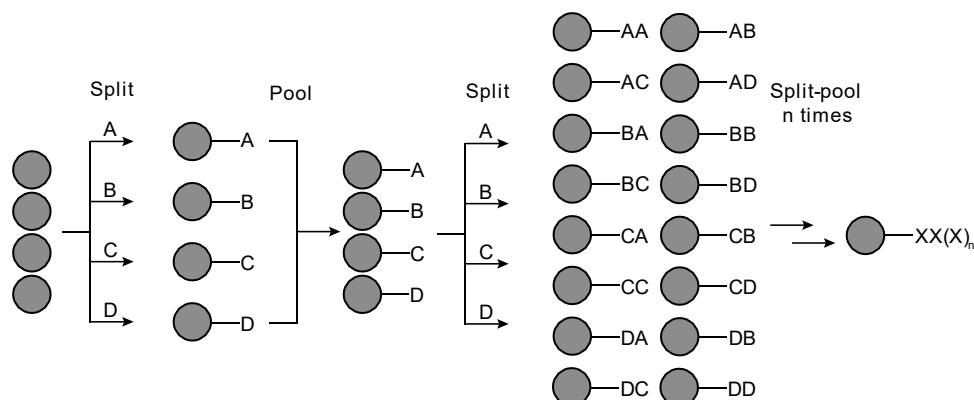 Split
A
B
C
D
A
B
C
D
Pool
A
B
C
D
Split
A
B
C
D
AA AB
AC AD
BA BB
BC BD
CA CB
CC CD
DA DB
DC DD
Split-pool
n times
XX(X)n